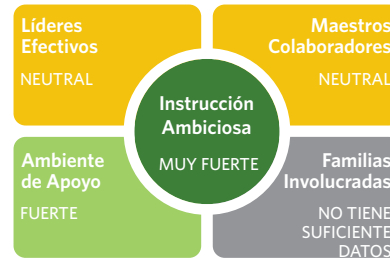 Líderes
Efectivos
NEUTRAL
Maestros
Colaboradores
NEUTRAL
Instrucción
Ambiciosa
MUY FUERTE
Ambiente
de Apoyo
FUERTE
Familias
Involucradas
NO TIENE
SUFICIENTE
DATOS